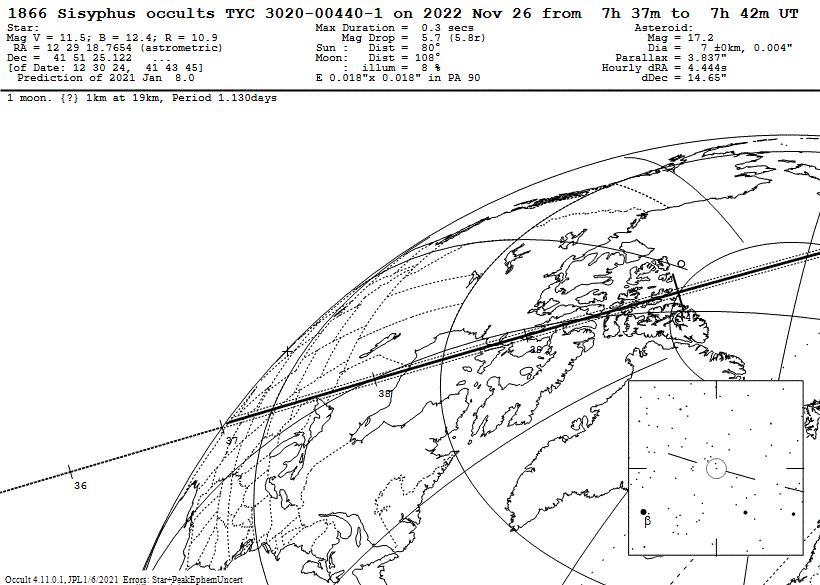 1866 Sisyphus occults TYC 3020-00440-1 on 2022 Nov 26 from  7h 37m to  7h 42m UT
Star:
Mag V = 11.5; B = 12.4; R = 10.9
RA = 12 29 18.7654 (astrometric)
Dec =  41 51 25.122   ...
[of Date: 12 30 24,  41 43 45]
Prediction of 2021 Jan  8.0
Max Duration =  0.3 secs
Mag Drop =  5.7 (5.8r)
Sun :   Dist =  80°
Moon:   Dist = 108°
:  illum =  8 %
E 0.018"x 0.018" in PA 90
Asteroid:
Mag = 17.2
Dia =   7 ±0km, 0.004"
Parallax = 3.837"
Hourly dRA = 4.444s
dDec = 14.65"
1 moon. {?} 1km at 19km, Period 1.130days
40
39
38
37
36
β
Occult 4.11.0.1, JPL1/6/2021  Errors: Star+PeakEphemUncert